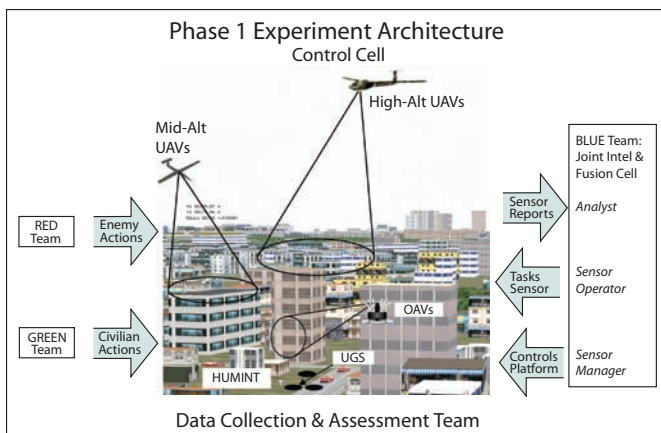 Phase 1 Experiment Architecture
Control Cell
High-Alt UAVs
Mid-Alt
UAVs
BLUE Team:
Joint Intel &
Fusion Cell
Analyst
Sensor
Reports
RED
Team
Enemy
Actions
Tasks
Sensor
Sensor
Operator
OAVs
GREEN
Team
Civilian
Actions
UGS
HUMINT
Controls
Platform
Sensor
Manager
Data Collection & Assessment Team